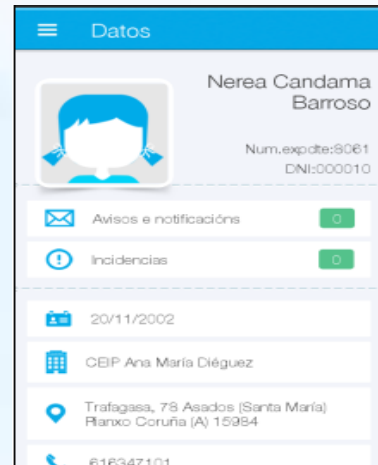 Datos
Nerea Candama
Barroso
Num.expdte:8061
DNI:000010
Avisos e notificacións
0
Incidencias
0
20/11/2002
CEIP Ana María Diéguez
Trafagasa, 78 Asados (Santa María)
Rianxo Coruña (A) 15984
616347101